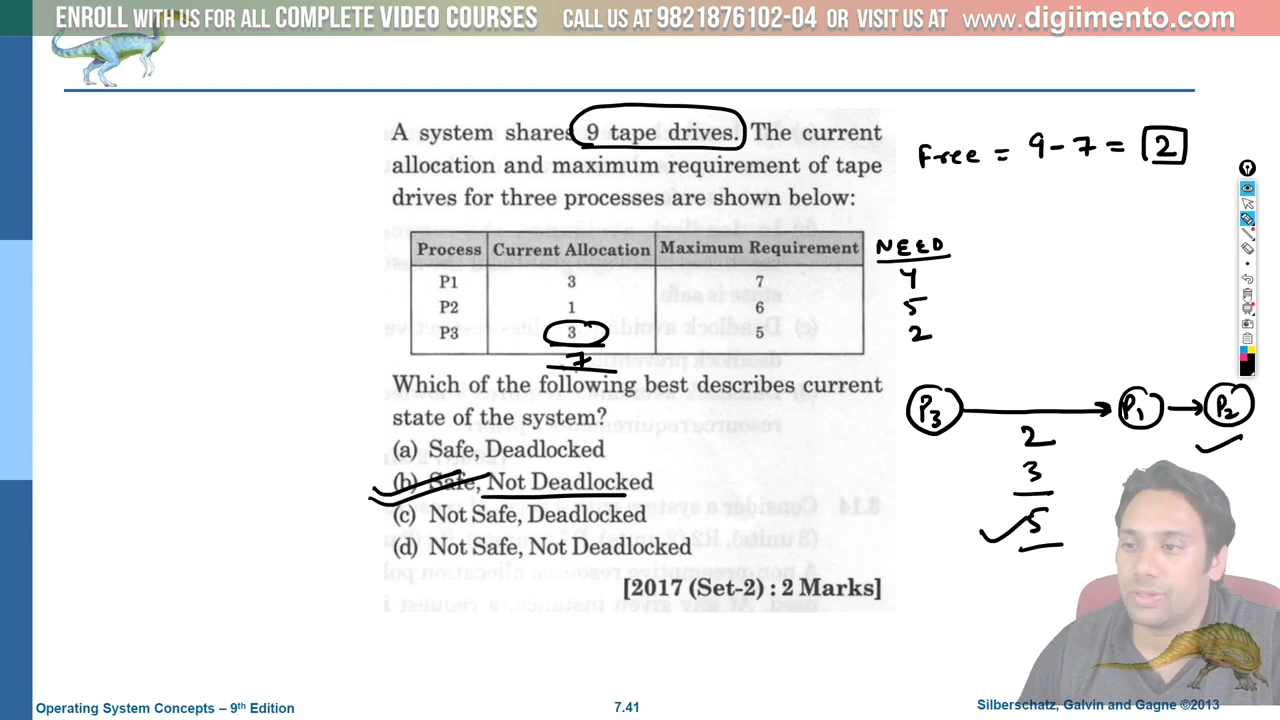 ENROLL WITH US FOR ALL COMPLETE VIDEO COURSES CALL US AT 9821876102-04 OR VISIT US AT www.digiimento.com
A system shares 9 tape drives. The current
allocation and maximum requirement of tape
drives for three processes are shown below:
Process Current Allocation Maximum Requirement
P1 3 7
P2 1 6
P3 3 5
7
Which of the following best describes current
state of the system?
(a) Safe, Deadlocked
(b) Safe, Not Deadlocked
(c) Not Safe, Deadlocked
(d) Not Safe, Not Deadlocked
[2017 (Set-2) : 2 Marks]
Free = 9-7 = 2
NEED
4
5
2
P3 P1 P2
2
3
5
Operating System Concepts – 9th Edition
7.41
Silberschatz, Galvin and Gagne ©2013